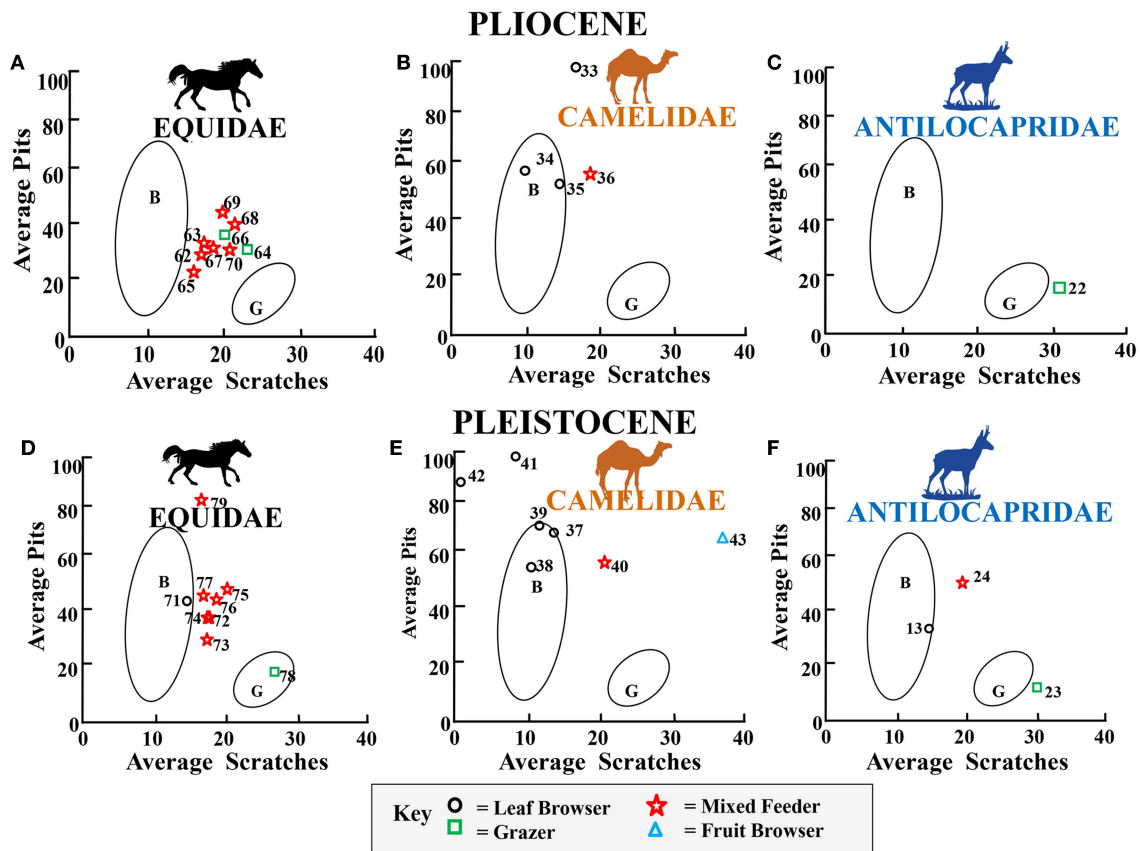 PLIOCENE
A
EQUIDAE
100
80
60
40
20
0
0 10 20 30 40
Average Pits
Average Scratches
B
G
69
68
63
66
62
67
70
64
65
B
CAMELIDAE
100
80
60
40
20
0
0 10 20 30 40
Average Pits
Average Scratches
33
34
35
36
B
G
C
ANTILOCAPRIDAE
100
80
60
40
20
0
0 10 20 30 40
Average Pits
Average Scratches
B
G
22
PLEISTOCENE
D
EQUIDAE
100
80
60
40
20
0
0 10 20 30 40
Average Pits
Average Scratches
79
B
77
75
71
76
74
72
73
78
G
E
CAMELIDAE
100
80
60
40
20
0
0 10 20 30 40
Average Pits
Average Scratches
42
41
39
37
38
B
40
43
G
F
ANTILOCAPRIDAE
100
80
60
40
20
0
0 10 20 30 40
Average Pits
Average Scratches
B
24
13
G
23
Key
= Leaf Browser
= Mixed Feeder
= Grazer
= Fruit Browser